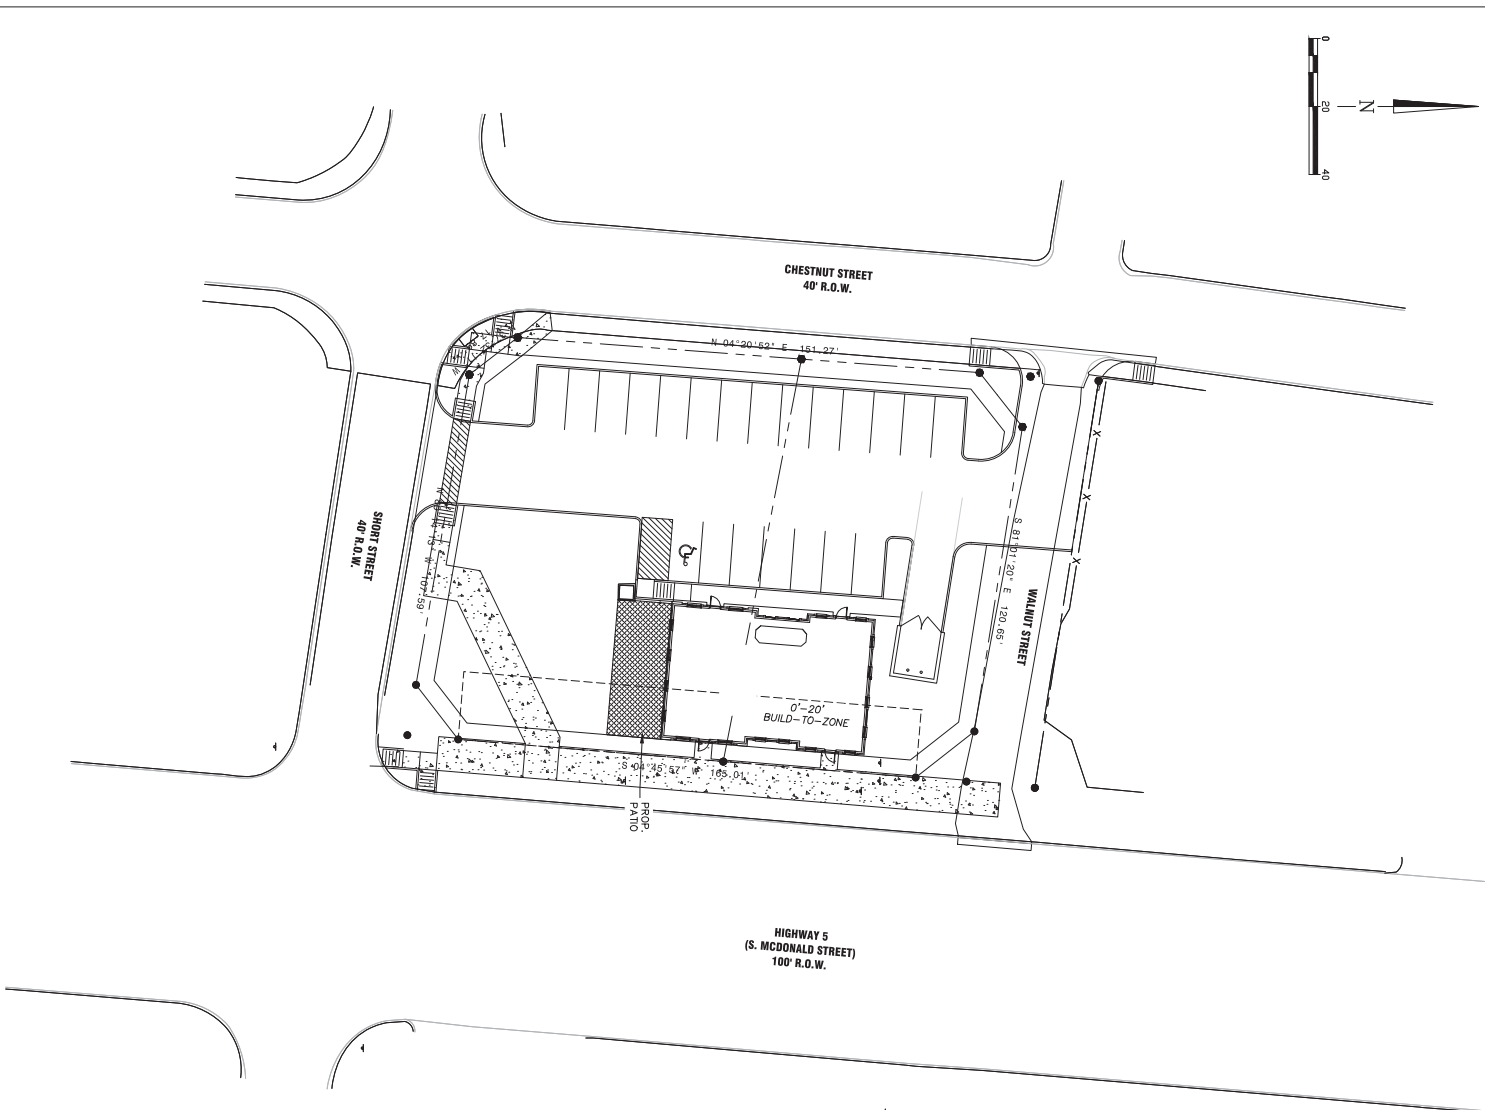 0
20
40
N
CHESTNUT STREET
40' R.O.W.
N 04°20'52" E 151.27'
SHORT STREET
40' R.O.W.
W 107.59'
S 81°01'20" E 120.65'
WALNUT STREET
X
X
X
0'-20'
BUILD-TO-ZONE
S 04°45'57" W 165.01'
PROP.
PATIO
HIGHWAY 5
(S. MCDONALD STREET)
100' R.O.W.